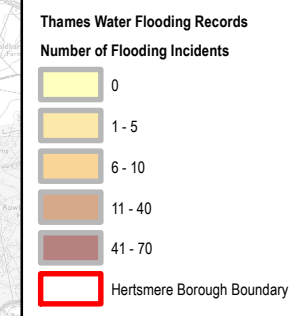 Thames Water Flooding Records
Number of Flooding Incidents
0
1 - 5
6 - 10
11 - 40
41 - 70
Hertsmere Borough Boundary